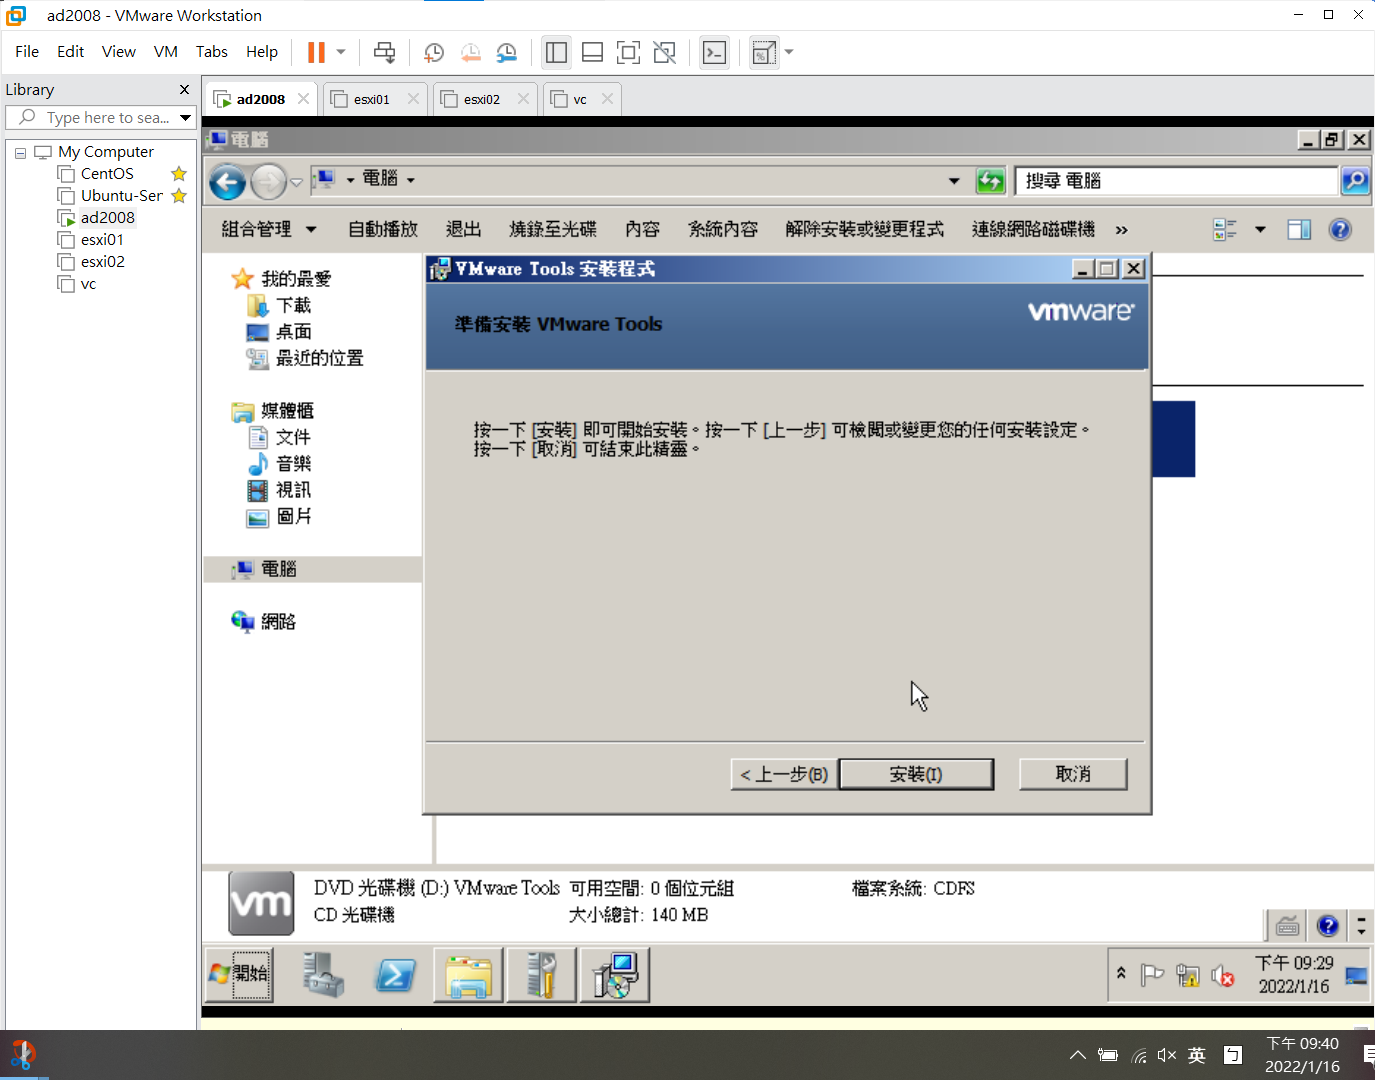 ad2008 - VMware Workstation
File Edit View VM Tabs Help
Library
Type here to sea...
My Computer
CentOS
Ubuntu-Ser
ad2008
esxi01
esxi02
vc
ad2008 esxi01 esxi02 vc
電腦
電腦
搜尋 電腦
組合管理 自動播放 退出 燒錄至光碟 內容 系統內容 解除安裝或變更程式 連線網路磁碟機 »
我的最愛
下載
桌面
最近的位置
媒體櫃
文件
音樂
視訊
圖片
電腦
網路
VMware Tools 安裝程式
準備安裝 VMware Tools
vmware
按一下 [安裝] 即可開始安裝。按一下 [上一步] 可檢閱或變更您的任何安裝設定。
按一下 [取消] 可結束此精靈。
< 上一步(B) 安裝(I) 取消
vm
DVD 光碟機 (D:) VMware Tools 可用空間: 0 個位元組 檔案系統: CDFS
CD 光碟機 大小總計: 140 MB
開始
下午 09:29
2022/1/16
英
下午 09:40
2022/1/16